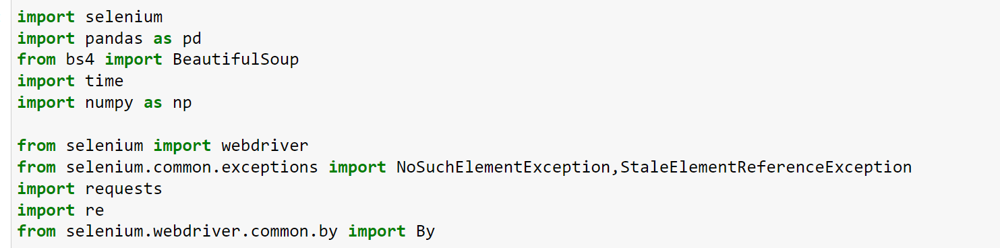 import selenium
import pandas as pd
from bs4 import BeautifulSoup
import time
import numpy as np
from selenium import webdriver
from selenium.common.exceptions import NoSuchElementException,StaleElementReferenceException
import requests
import re
from selenium.webdriver.common.by import By